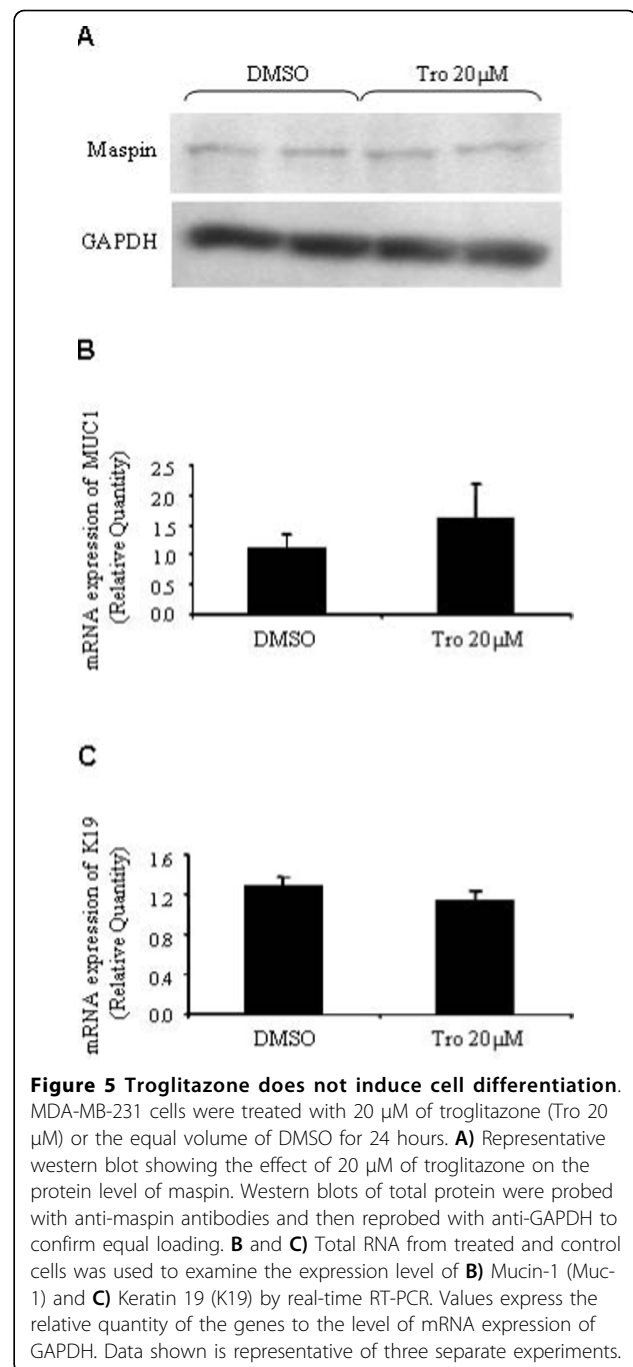 A
DMSO Tro 20µM
Maspin
GAPDH
B
mRNA expression of MUC1
(Relative Quantity)
2.5
2.0
1.5
1.0
0.5
0.0
DMSO Tro 20µM
C
mRNA expression of K19
(Relative Quantity)
1.6
1.2
0.8
0.4
0.0
DMSO Tro 20µM
Figure 5 Troglitazone does not induce cell differentiation.
MDA-MB-231 cells were treated with 20 µM of troglitazone (Tro 20
µM) or the equal volume of DMSO for 24 hours. A) Representative
western blot showing the effect of 20 µM of troglitazone on the
protein level of maspin. Western blots of total protein were probed
with anti-maspin antibodies and then reprobed with anti-GAPDH to
confirm equal loading. B and C) Total RNA from treated and control
cells was used to examine the expression level of B) Mucin-1 (Muc-
1) and C) Keratin 19 (K19) by real-time RT-PCR. Values express the
relative quantity of the genes to the level of mRNA expression of
GAPDH. Data shown is representative of three separate experiments.